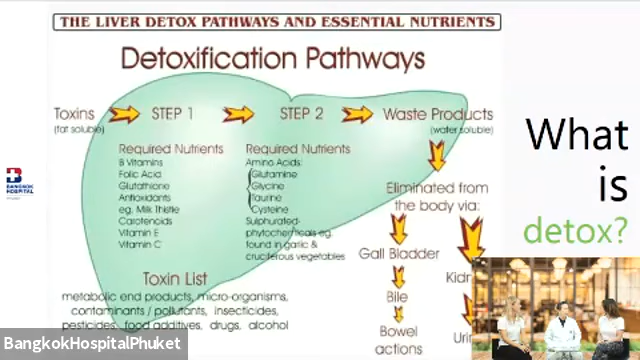 THE LIVER DETOX PATHWAYS AND ESSENTIAL NUTRIENTS
Detoxification Pathways
Toxins
(fat soluble)
STEP 1
STEP 2
Waste Products
(water soluble)
Required Nutrients
B Vitamins
Folic Acid
Glutathione
Antioxidants
eg. Milk Thistle
Carotenoids
Vitamin E
Vitamin C
Required Nutrients
Amino Acids:
Glutamine
Glycine
Taurine
Cysteine
Sulphurated
phytochemicals eg.
found in garlic &
cruciferous vegetables
Eliminated from
the body via:
Gall Bladder
Bile
Bowel
actions
Kidn
Urin
Toxin List
metabolic end products, micro-organisms,
contaminants / pollutants, insecticides,
pesticides, food additives, drugs, alcohol
What
is
detox?
BANGKOK
HOSPITAL
BangkokHospitalPhuket